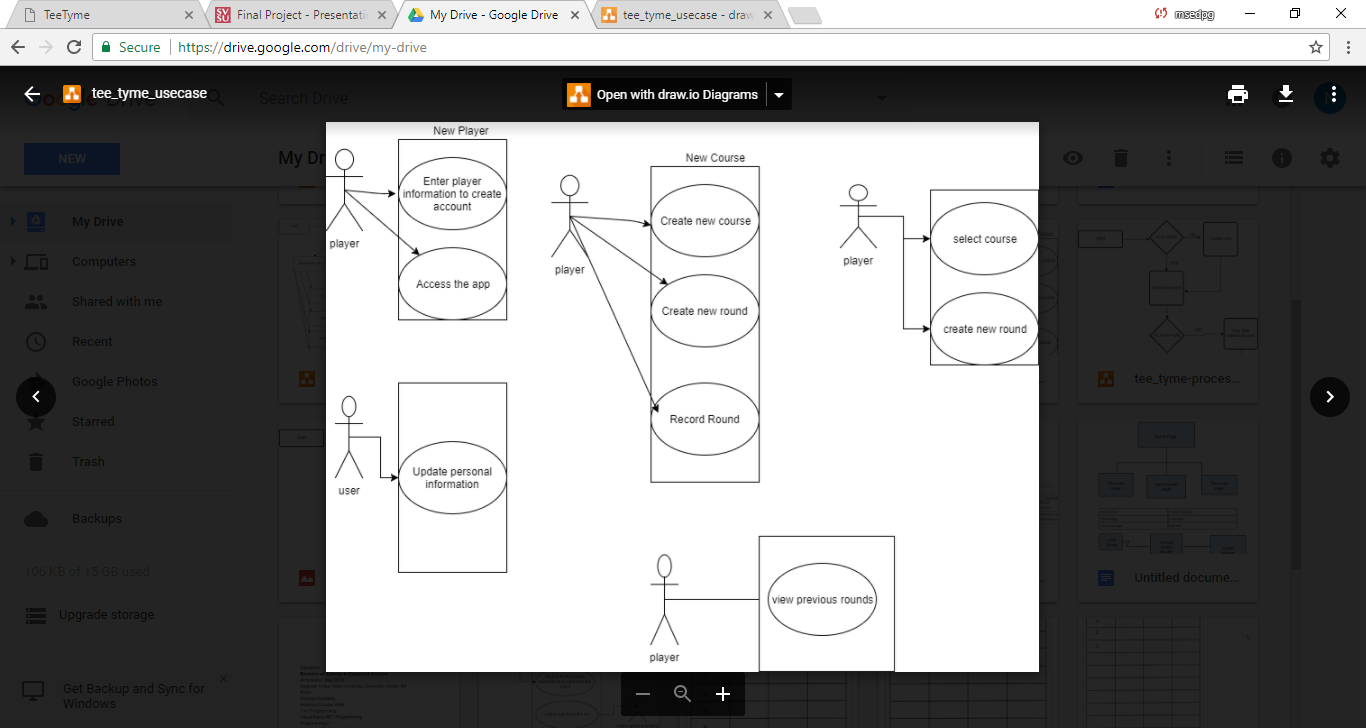 TeeTyme
Final Project - Presentati
My Drive - Google Drive
tee_tyme_usecase - draw
msedpg
Secure
https://drive.google.com/drive/my-drive
tee_tyme_usecase
Search Drive
Open with draw.io Diagrams
NEW
My Dr
My Drive
Computers
Shared with me
Recent
Google Photos
Starred
Trash
Backups
106 KB of 15 GB used
Upgrade storage
Get Backup and Sync for
Windows
New Player
Enter player
information to create
account
player
Access the app
New Course
Create new course
player
Create new round
Record Round
select course
player
create new round
Update personal
information
user
view previous rounds
player
tee_tyme-proces...
Untitled docume...